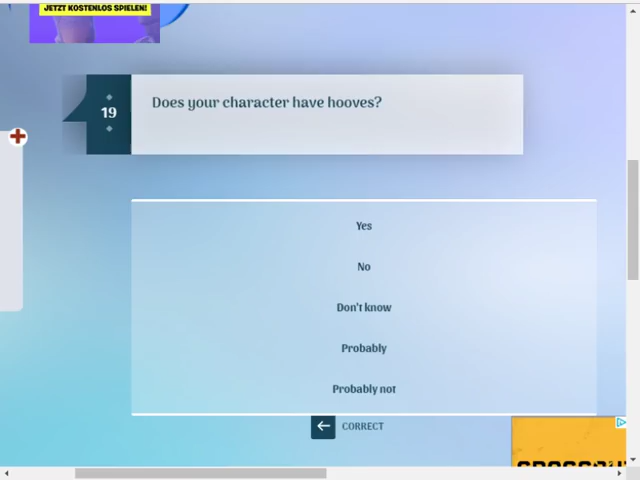 JETZT KOSTENLOS SPIELEN!
19
Does your character have hooves?
Yes
No
Don't know
Probably
Probably not
CORRECT